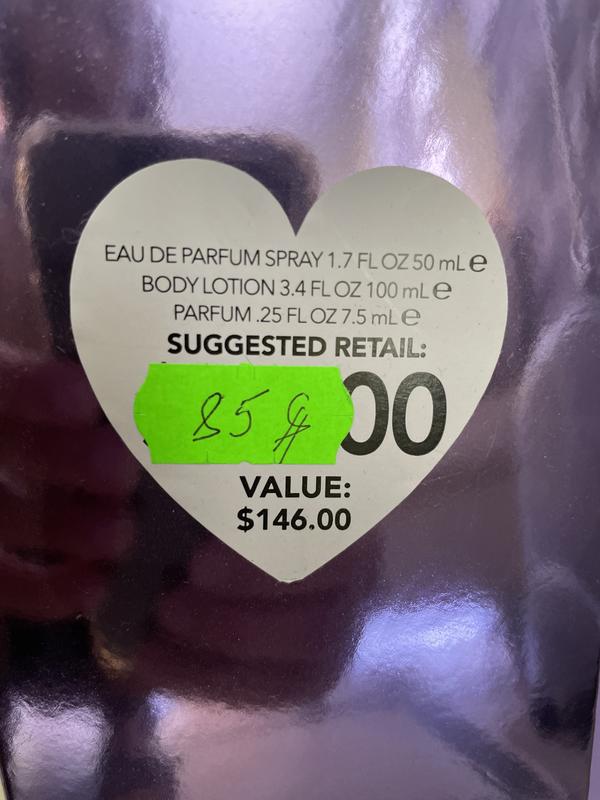 EAU DE PARFUM SPRAY 1.7 FL OZ 50 mL ℮
BODY LOTION 3.4 FL OZ 100 mL ℮
PARFUM .25 FL OZ 7.5 mL ℮
SUGGESTED RETAIL:
85 $
00
VALUE:
$146.00